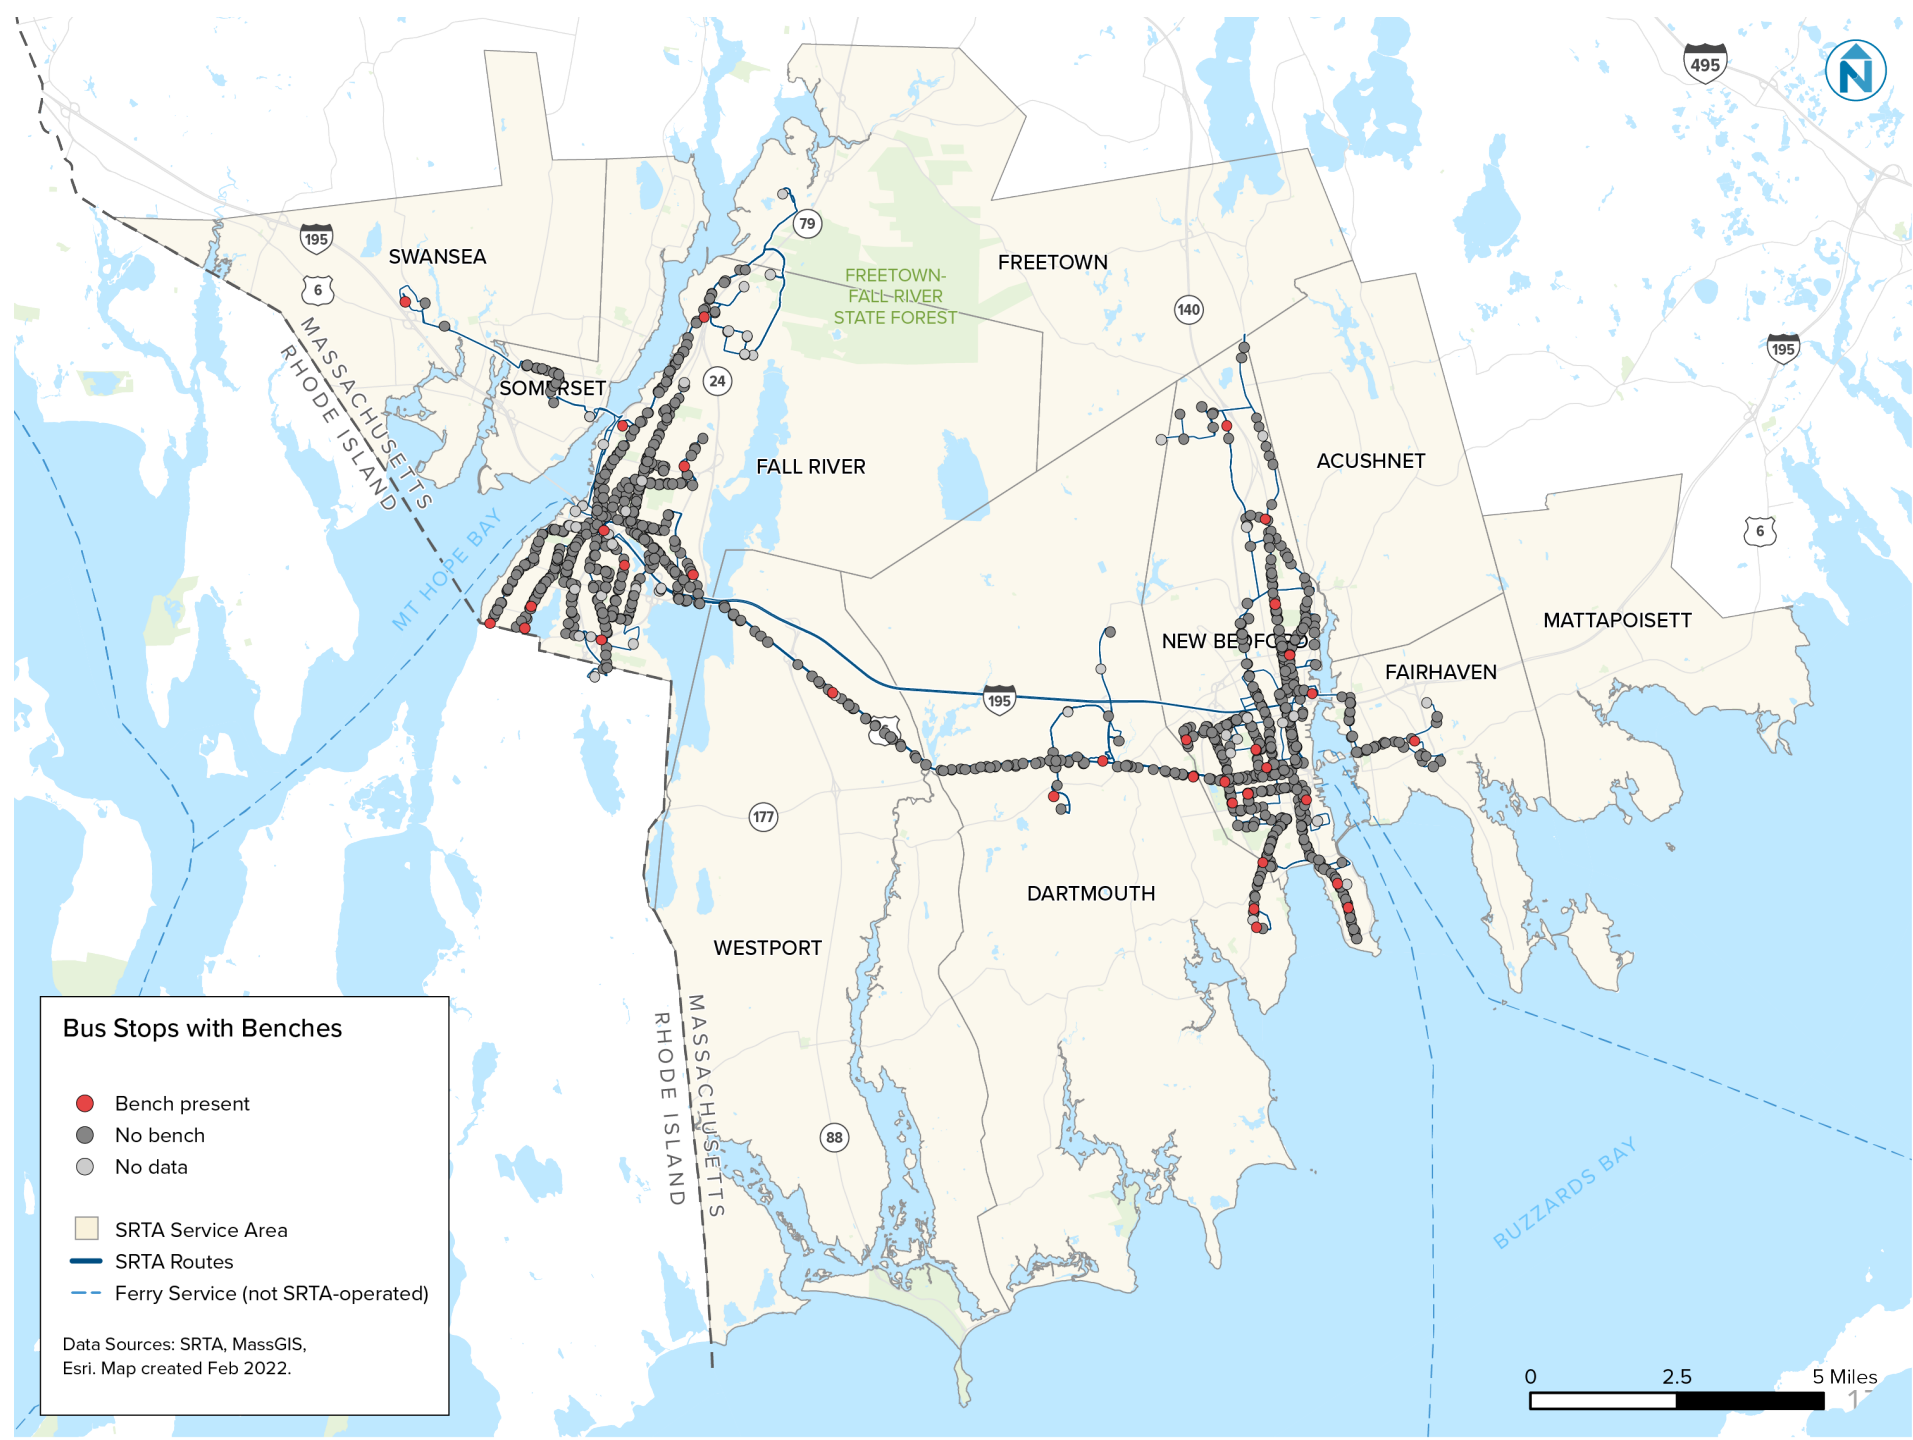 495
N
79
195
SWANSEA
FREETOWN-
FALL RIVER
STATE FOREST
FREETOWN
6
140
MASSACHUSETTS
RHODE ISLAND
195
24
SOMERSET
FALL RIVER
ACUSHNET
6
MT HOPE BAY
MATTAPOISETT
NEW BEDFORD
FAIRHAVEN
195
177
DARTMOUTH
WESTPORT
MASSACHUSETTS
RHODE ISLAND
88
BUZZARDS BAY
Bus Stops with Benches
Bench present
No bench
No data
SRTA Service Area
SRTA Routes
Ferry Service (not SRTA-operated)
Data Sources: SRTA, MassGIS,
Esri. Map created Feb 2022.
0 2.5 5 Miles